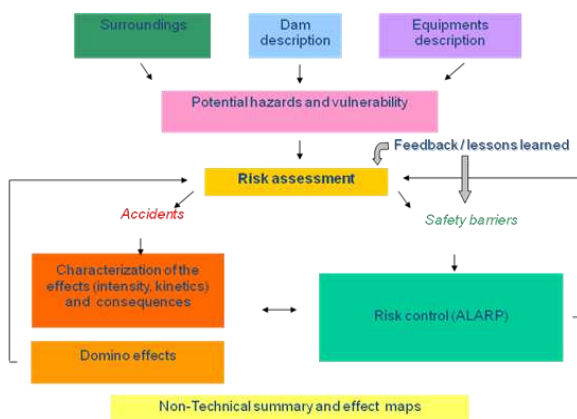 Surroundings
Dam
description
Equipments
description
Potential hazards and vulnerability
Feedback / lessons learned
Risk assessment
Accidents
Safety barriers
Characterization of the
effects (intensity, kinetics)
and consequences
Risk control (ALARP)
Domino effects
Non-Technical summary and effect maps